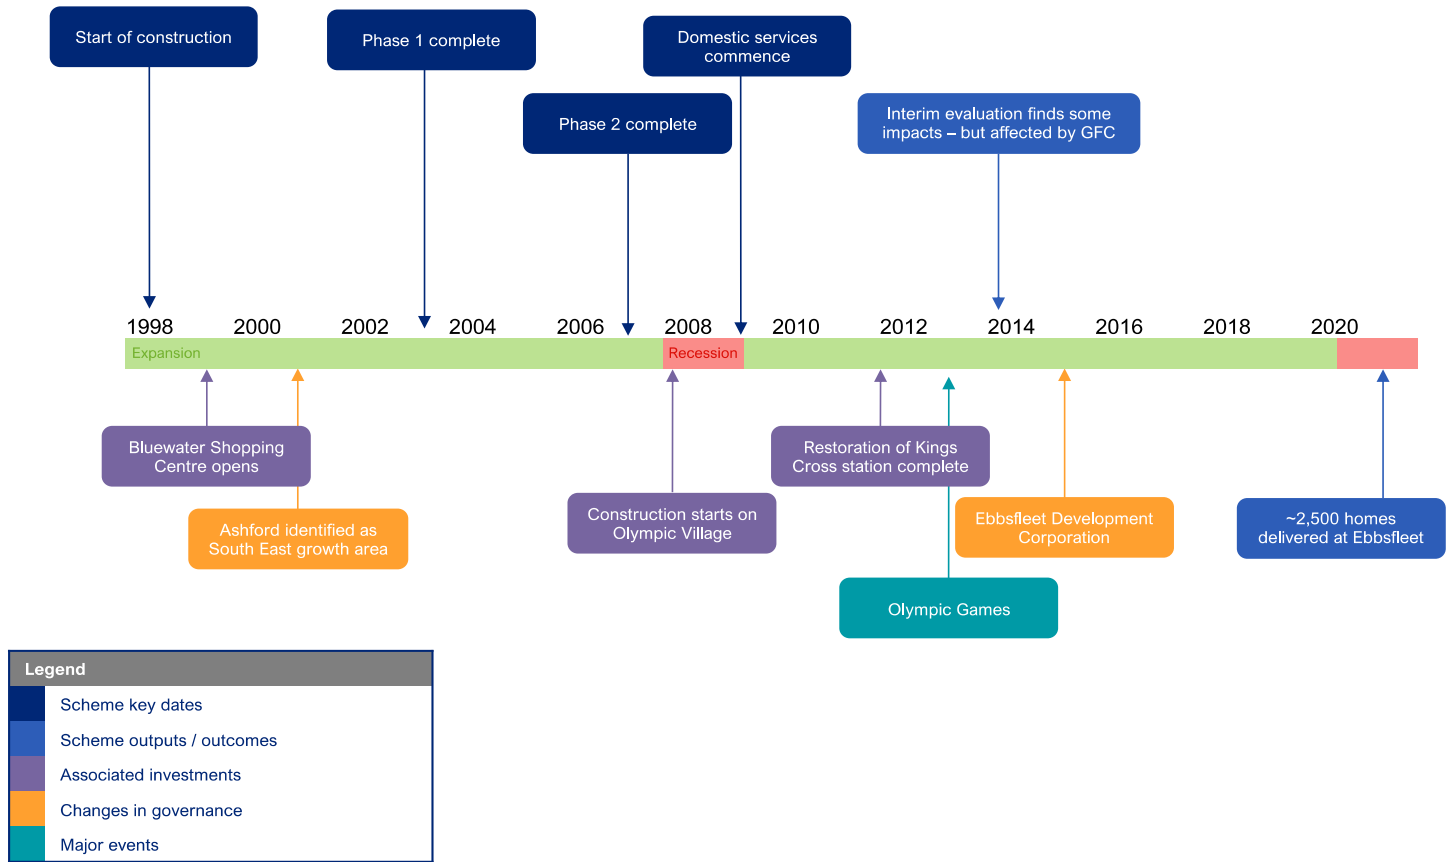 Start of construction
Phase 1 complete
Domestic services
commence
Phase 2 complete
Interim evaluation finds some
impacts – but affected by GFC
1998 2000 2002 2004 2006 2008 2010 2012 2014 2016 2018 2020
Expansion Recession
Bluewater Shopping
Centre opens
Restoration of Kings
Cross station complete
Ashford identified as
South East growth area
Construction starts on
Olympic Village
Ebbsfleet Development
Corporation
~2,500 homes
delivered at Ebbsfleet
Olympic Games
Legend
Scheme key dates
Scheme outputs / outcomes
Associated investments
Changes in governance
Major events